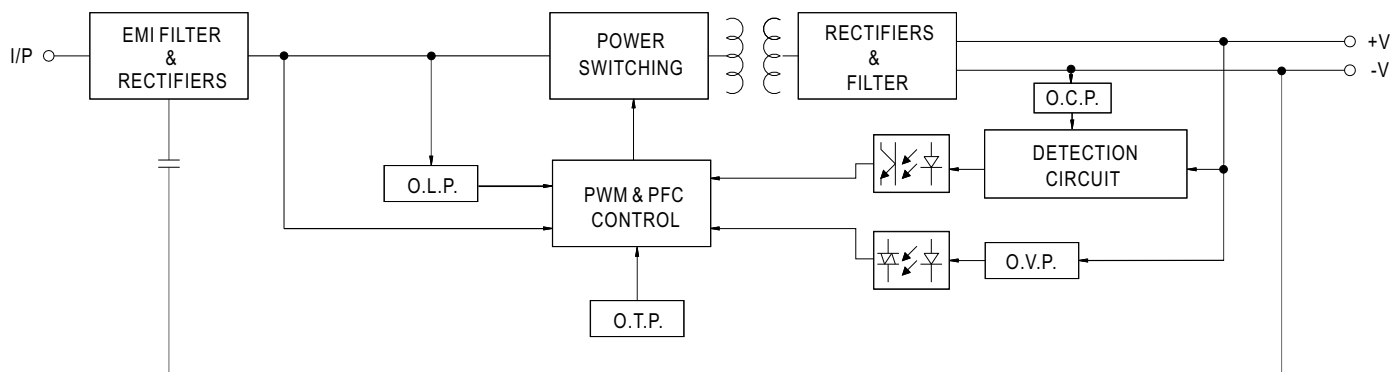 I/P
EMI FILTER
&
RECTIFIERS
POWER
SWITCHING
RECTIFIERS
&
FILTER
+V
-V
O.C.P.
DETECTION
CIRCUIT
O.L.P.
PWM & PFC
CONTROL
O.V.P.
O.T.P.